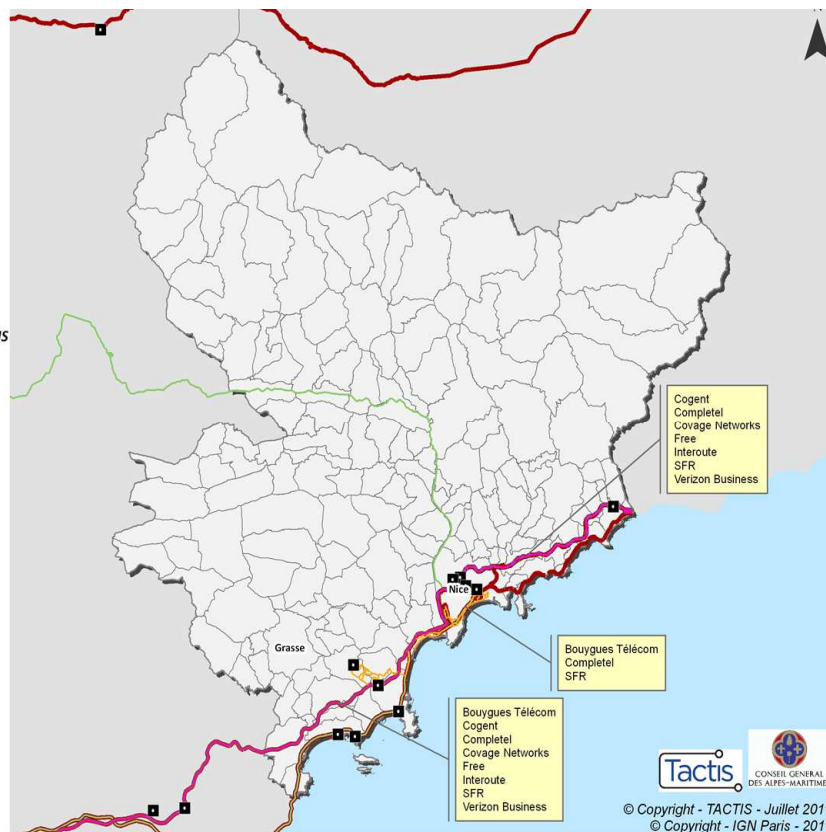 Cogent
Completel
Covage Networks
Free
Interoute
SFR
Verizon Business
Nice
Grasse
Bouygues Télécom
Completel
SFR
Bouygues Télécom
Cogent
Completel
Covage Networks
Free
Interoute
SFR
Verizon Business
Tactis
CONSEIL GENERAL
DES ALPES-MARITIME
© Copyright - TACTIS - Juillet 201
© Copyright - IGN Paris - 201